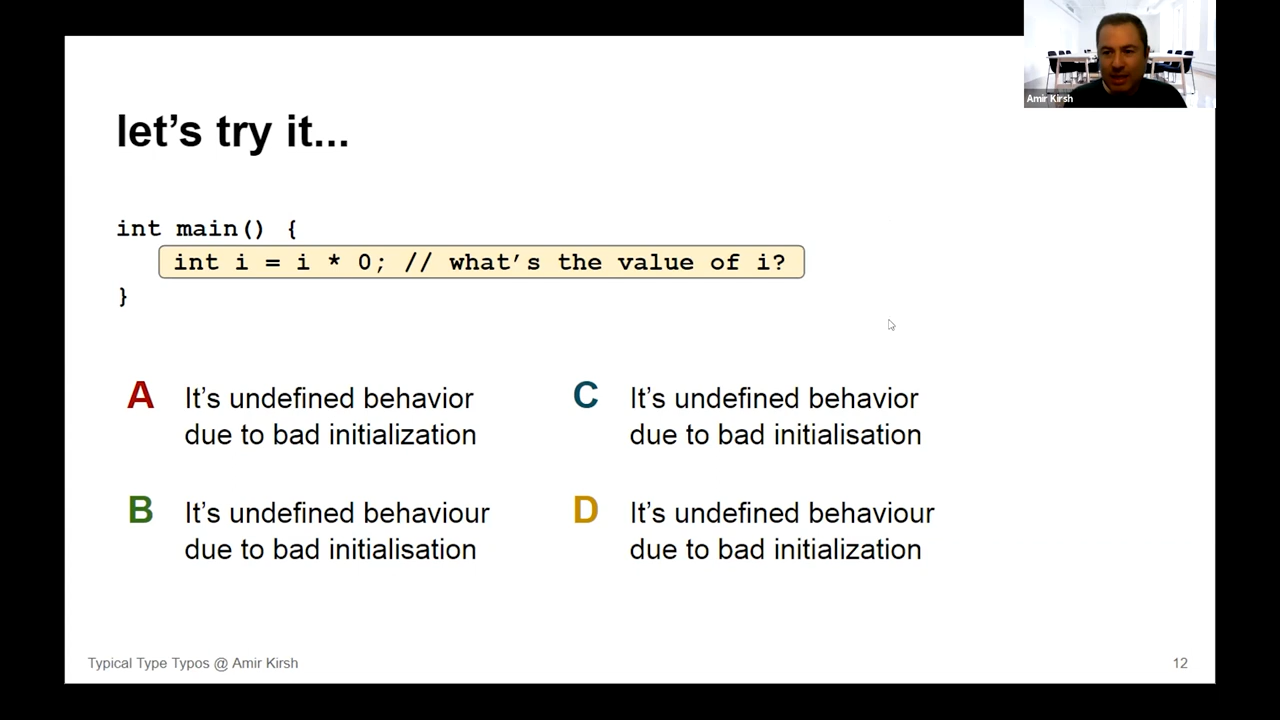 Amir Kirsh
let’s try it...
int main() {
int i = i * 0; // what’s the value of i?
}
A It’s undefined behavior
due to bad initialization
B It’s undefined behaviour
due to bad initialisation
C It’s undefined behavior
due to bad initialisation
D It’s undefined behaviour
due to bad initialization
Typical Type Typos @ Amir Kirsh
12